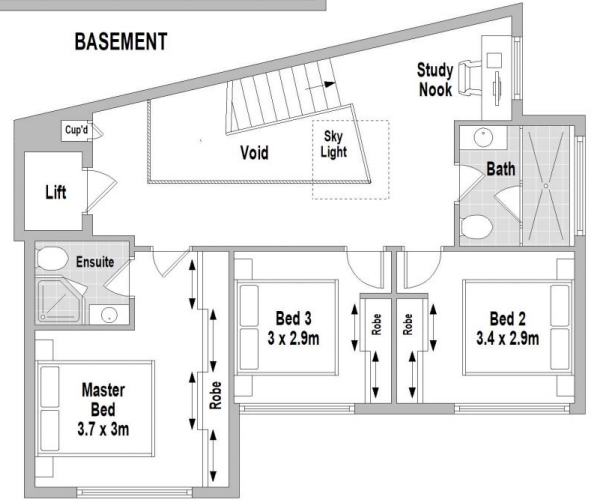 BASEMENT
Study
Nook
Cup'd
Sky
Light
Void
Bath
Lift
Ensuite
Bed 3
3 x 2.9m
Robe
Robe
Bed 2
3.4 x 2.9m
Master
Bed
3.7 x 3m
Robe